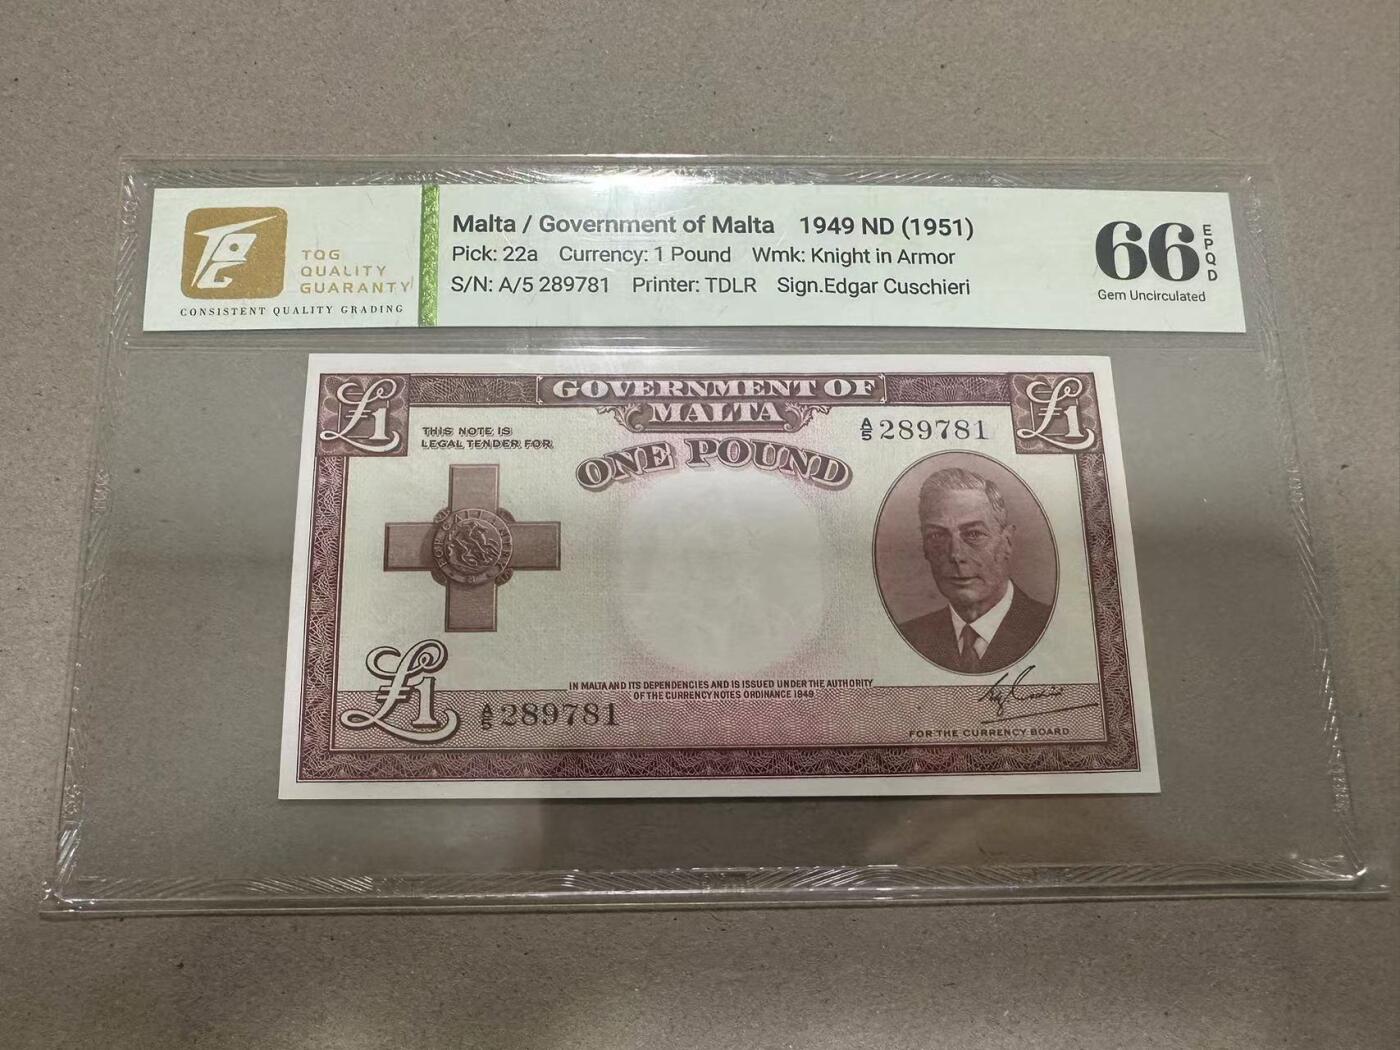 TQG
QUALITY
GUARANTY
CONSISTENT QUALITY GRADING
Malta / Government of Malta 1949 ND (1951)
Pick: 22a Currency: 1 Pound Wmk: Knight in Armor
S/N: A/5 289781 Printer: TDLR Sign.Edgar Cuschieri
66
EPQD
Gem Uncirculated
£1
GOVERNMENT OF
MALTA
£1
THIS NOTE IS
LEGAL TENDER FOR
ONE POUND
A/5 289781
£1
A/5 289781
IN MALTA AND ITS DEPENDENCIES AND IS ISSUED UNDER THE AUTHORITY
OF THE CURRENCY NOTES ORDINANCE 1949
FOR THE CURRENCY BOARD